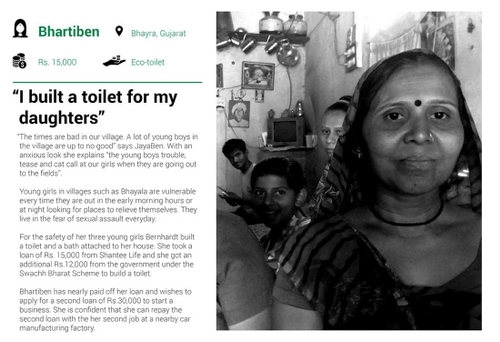 Bhartiben
Bhayra, Gujarat
Rs. 15,000
Eco-toilet
“I built a toilet for my
daughters”
“The times are bad in our village. A lot of young boys in
the village are up to no good” says JayaBen. With an
anxious look she explains “the young boys trouble,
tease and cat call at our girls when they are going out
to the fields”.
Young girls in villages such as Bhayala are vulnerable
every time they are out in the early morning hours or
at night looking for places to relieve themselves. They
live in the fear of sexual assault everyday.
For the safety of her three young girls Bernhardt built
a toilet and a bath attached to her house. She took a
loan of Rs. 15,000 from Shantee Life and she got an
additional Rs.12,000 from the government under the
Swachh Bharat Scheme to build a toilet.
Bhartiben has nearly paid off her loan and wishes to
apply for a second loan of Rs.30,000 to start a
business. She is confident that she can repay the
second loan with her second job at a nearby car
manufacturing factory.